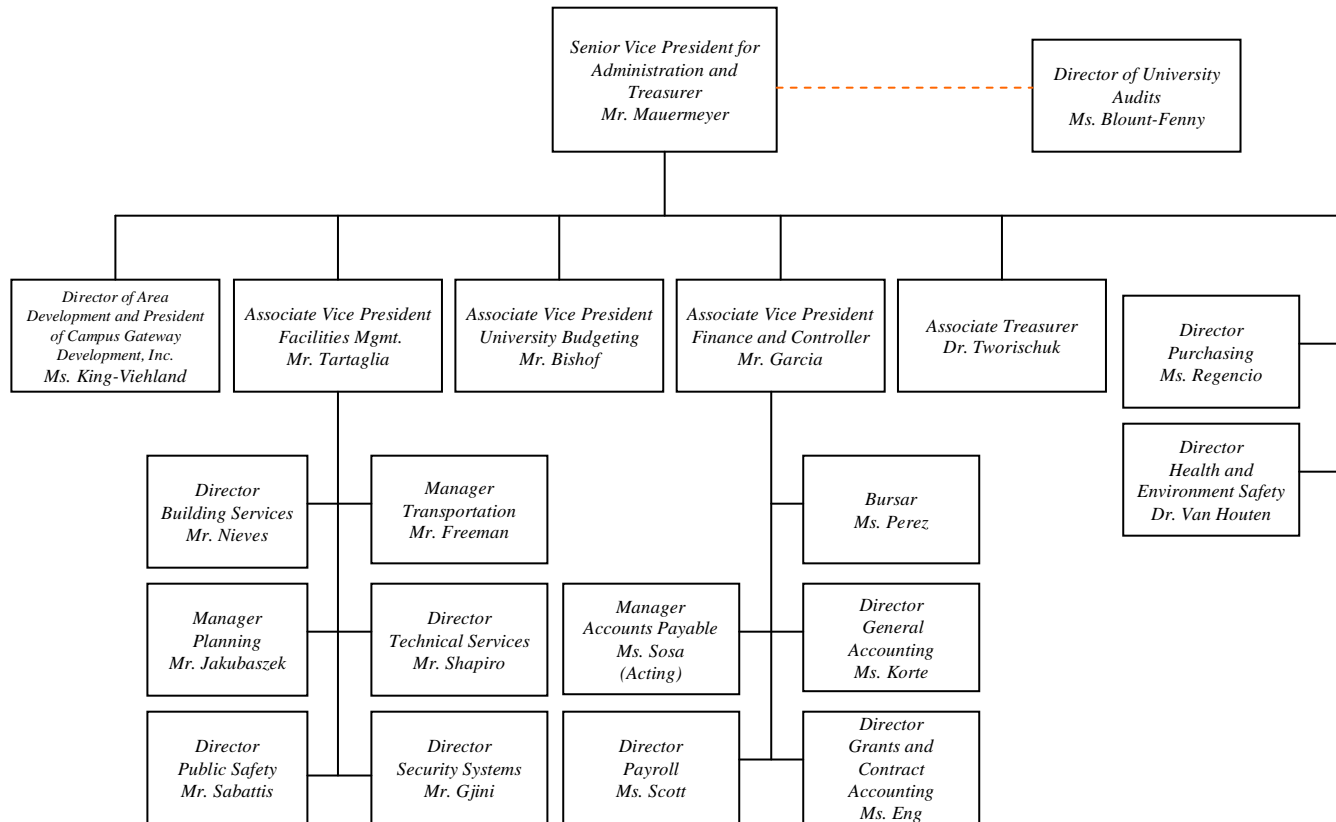 Senior Vice President for
Administration and
Treasurer
Mr. Mauermeyer
Director of University
Audits
Ms. Blount-Fenny
Director of Area
Development and President
of Campus Gateway
Development, Inc.
Ms. King-Viehland
Associate Vice President
Facilities Mgmt.
Mr. Tartaglia
Associate Vice President
University Budgeting
Mr. Bishof
Associate Vice President
Finance and Controller
Mr. Garcia
Associate Treasurer
Dr. Tworischuk
Director
Purchasing
Ms. Regencio
Director
Health and
Environment Safety
Dr. Van Houten
Director
Building Services
Mr. Nieves
Manager
Transportation
Mr. Freeman
Bursar
Ms. Perez
Manager
Planning
Mr. Jakubaszek
Director
Technical Services
Mr. Shapiro
Manager
Accounts Payable
Ms. Sosa
(Acting)
Director
General
Accounting
Ms. Korte
Director
Public Safety
Mr. Sabattis
Director
Security Systems
Mr. Gjini
Director
Payroll
Ms. Scott
Director
Grants and
Contract
Accounting
Ms. Eng